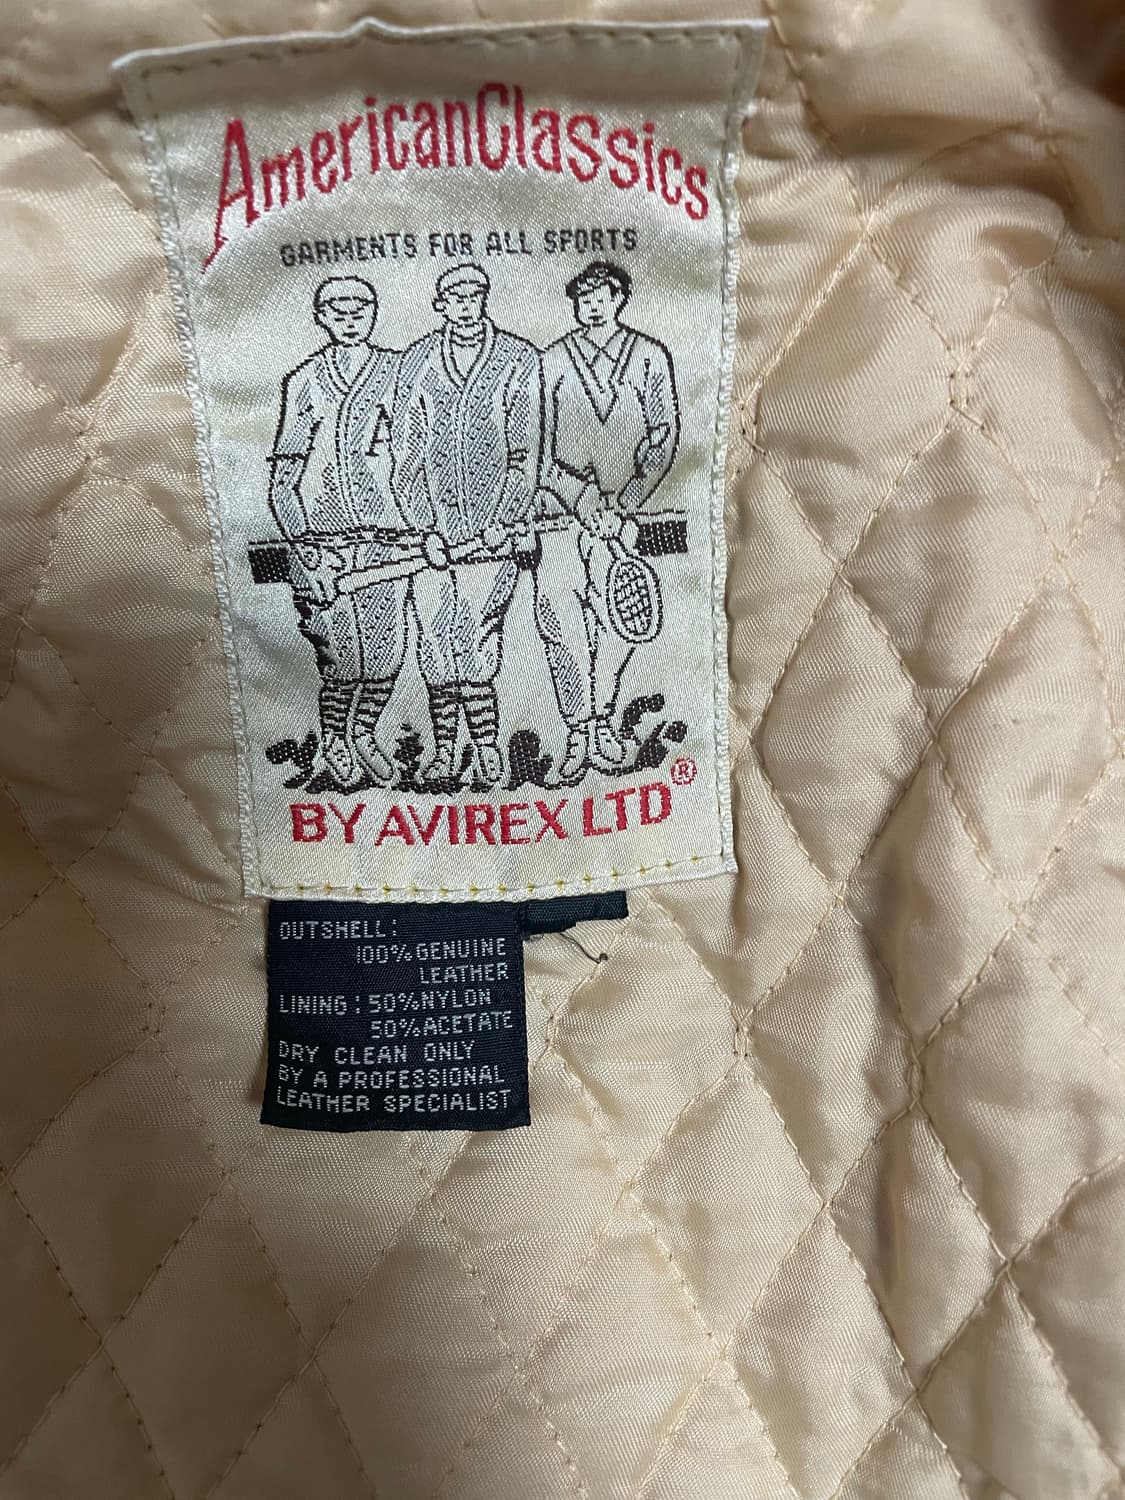 AmericanClassics
GARMENTS FOR ALL SPORTS
A
BY AVIREX LTD®
OUTSHELL:
100% GENUINE
LEATHER
LINING: 50% NYLON
50% ACETATE
DRY CLEAN ONLY
BY A PROFESSIONAL
LEATHER SPECIALIST